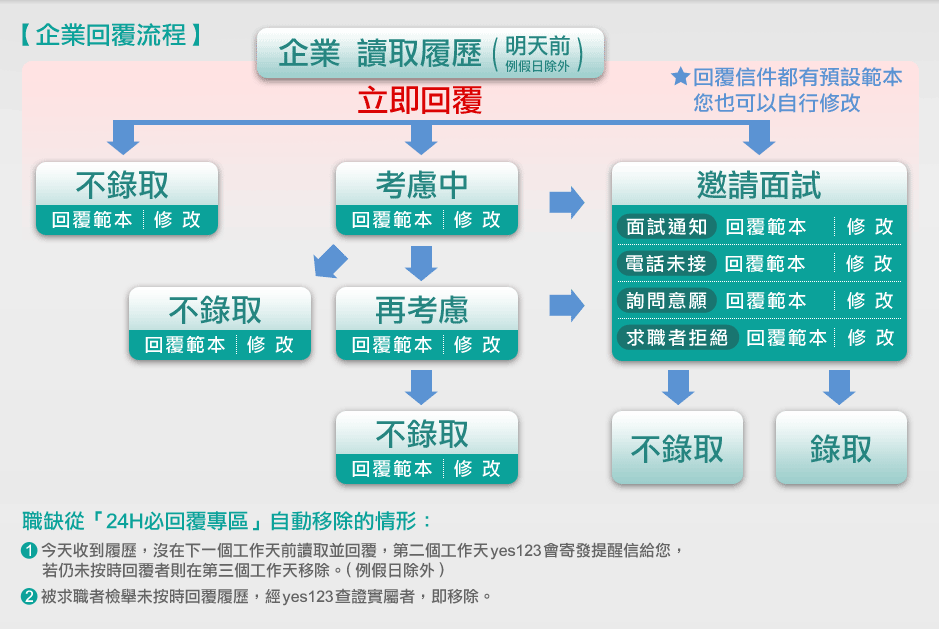 【企業回覆流程】
企業 讀取履歷(明天前 例假日除外)
立即回覆
★回覆信件都有預設範本
您也可以自行修改
不錄取
回覆範本 | 修 改
考慮中
回覆範本 | 修 改
邀請面試
面試通知 回覆範本 | 修 改
電話未接 回覆範本 | 修 改
詢問意願 回覆範本 | 修 改
求職者拒絕 回覆範本 | 修 改
不錄取
回覆範本 | 修 改
再考慮
回覆範本 | 修 改
不錄取
回覆範本 | 修 改
不錄取
錄取
職缺從「24H必回覆專區」自動移除的情形：
1 今天收到履歷，沒在下一個工作天前讀取並回覆，第二個工作天yes123會寄發提醒信給您，
若仍未按時回覆者則在第三個工作天移除。(例假日除外)
2 被求職者檢舉未按時回覆履歷，經yes123查證實屬者，即移除。